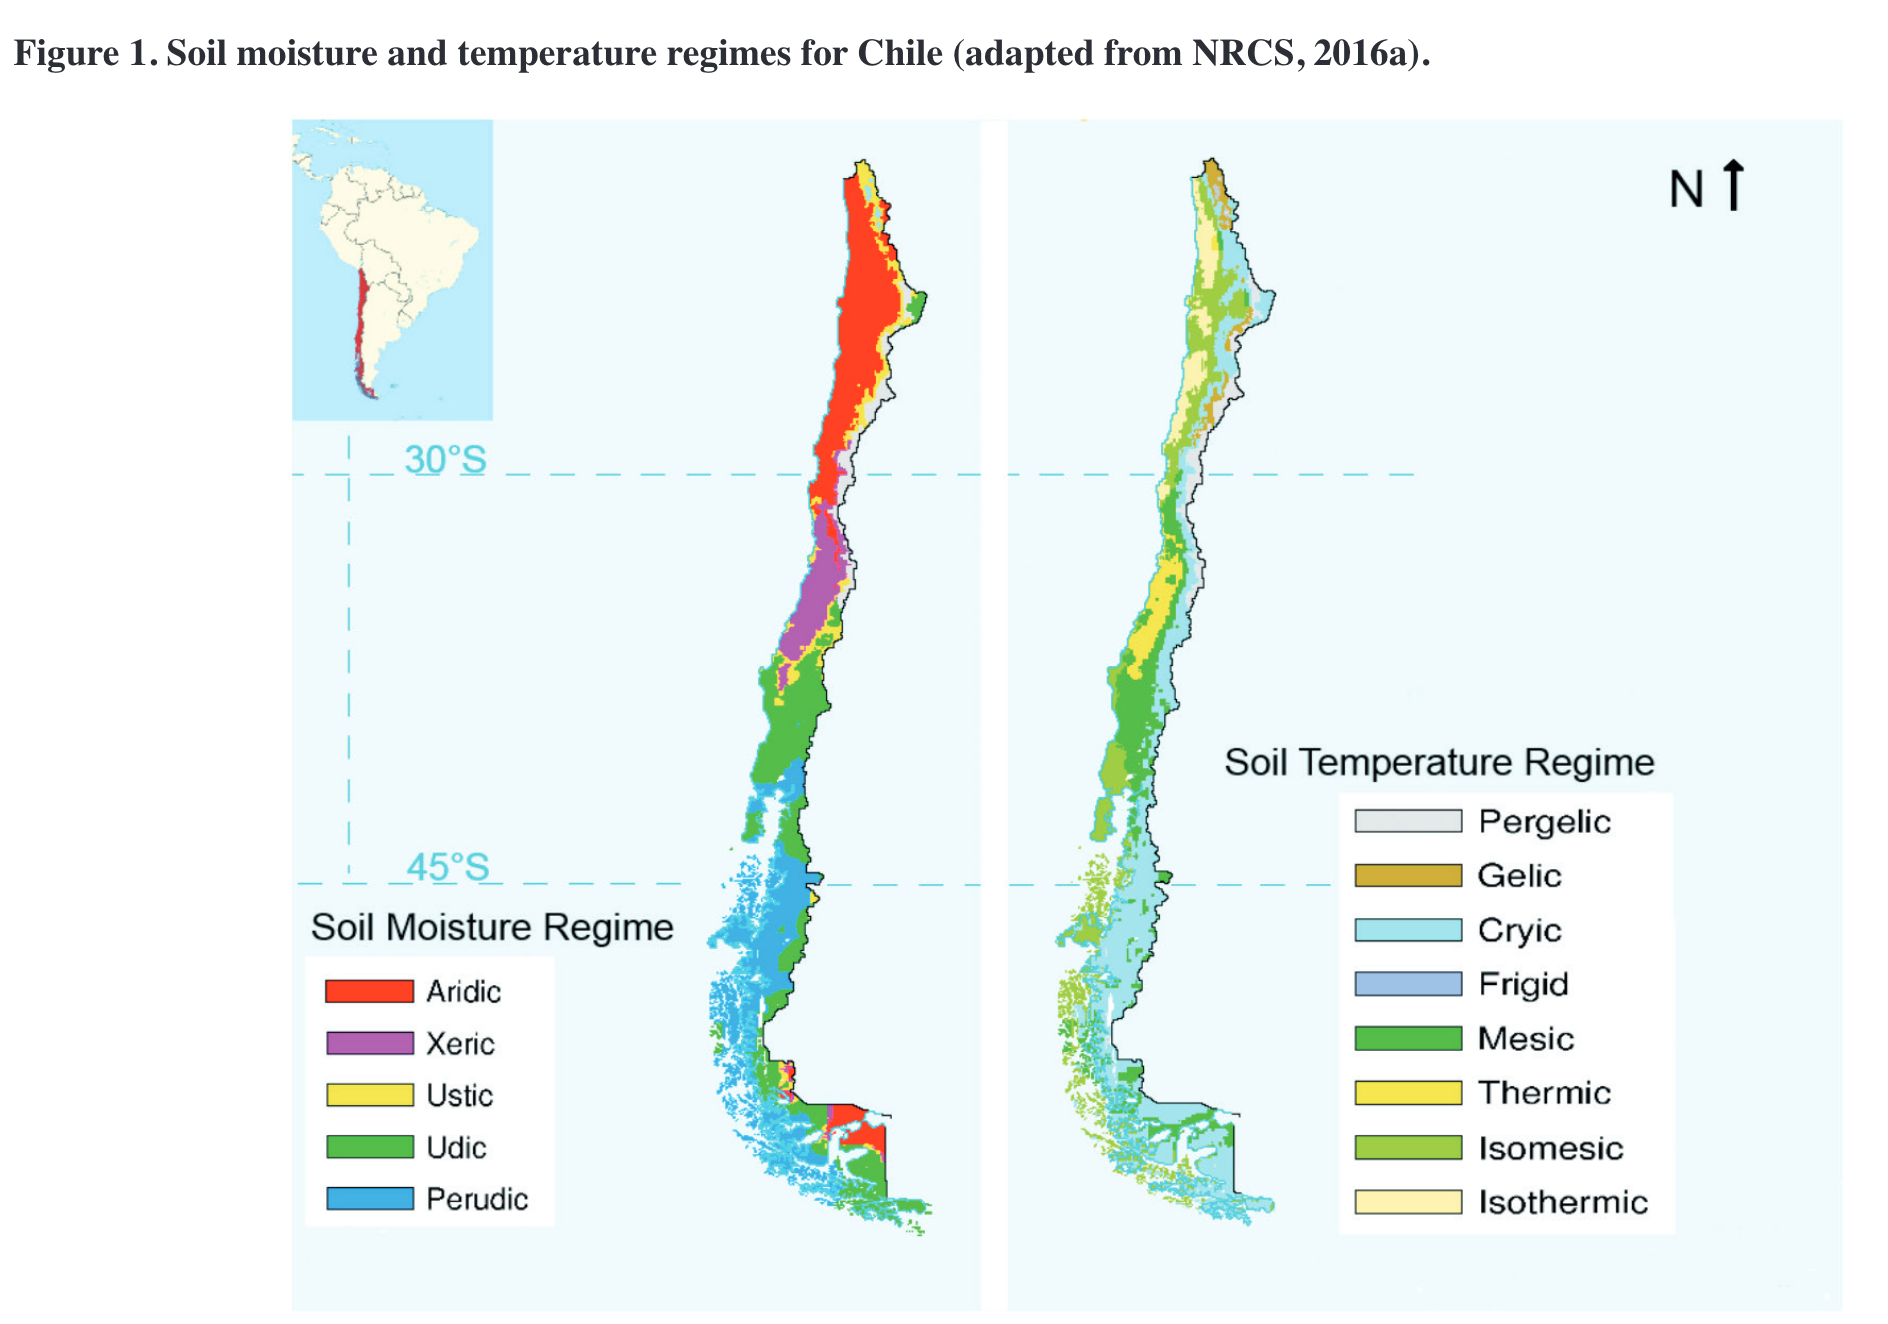 Figure 1. Soil moisture and temperature regimes for Chile (adapted from NRCS, 2016a).
N
30°S
45°S
Soil Moisture Regime
Aridic
Xeric
Ustic
Udic
Perudic
Soil Temperature Regime
Pergelic
Gelic
Cryic
Frigid
Mesic
Thermic
Isomesic
Isothermic